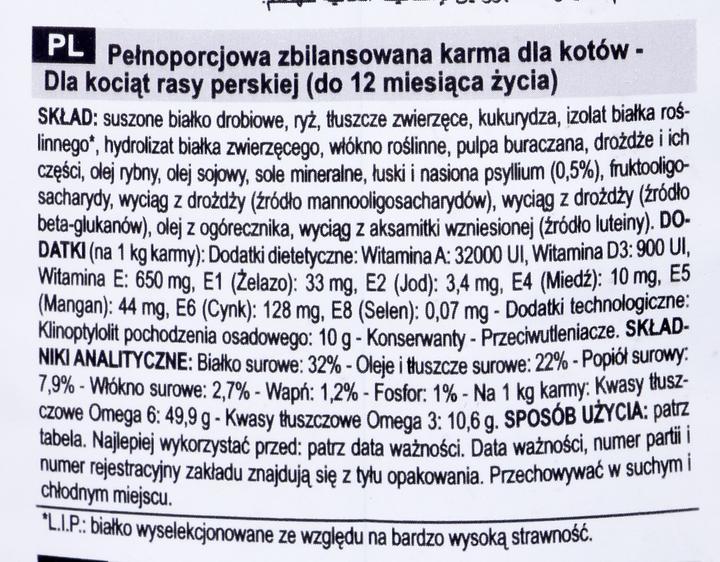 PL Pełnoporcjowa zbilansowana karma dla kotów -
Dla kociąt rasy perskiej (do 12 miesiąca życia)
SKŁAD: suszone białko drobiowe, ryż, tłuszcze zwierzęce, kukurydza, izolat białka roś-
linnego*, hydrolizat białka zwierzęcego, włókno roślinne, pulpa buraczana, drożdże i ich
części, olej rybny, olej sojowy, sole mineralne, łuski i nasiona psyllium (0,5%), fruktooligo-
sacharydy, wyciąg z drożdży (źródło mannooligosacharydów), wyciąg z drożdży (źródło
beta-glukanów), olej z ogórecznika, wyciąg z aksamitki wzniesionej (źródło luteiny). DO-
DATKI (na 1 kg karmy): Dodatki dietetyczne: Witamina A: 32000 UI, Witamina D3: 900 UI,
Witamina E: 650 mg, E1 (Żelazo): 33 mg, E2 (Jod): 3,4 mg, E4 (Miedź): 10 mg, E5
(Mangan): 44 mg, E6 (Cynk): 128 mg, E8 (Selen): 0,07 mg - Dodatki technologiczne:
Klinoptylolit pochodzenia osadowego: 10 g - Konserwanty - Przeciwutleniacze. SKŁAD-
NIKI ANALITYCZNE: Białko surowe: 32% - Oleje i tłuszcze surowe: 22% - Popiół surowy:
7,9% - Włókno surowe: 2,7% - Wapń: 1,2% - Fosfor: 1% - Na 1 kg karmy: Kwasy tłusz-
czowe Omega 6: 49,9 g - Kwasy tłuszczowe Omega 3: 10,6 g. SPOSÓB UŻYCIA: patrz
tabela. Najlepiej wykorzystać przed: patrz data ważności. Data ważności, numer partii i
numer rejestracyjny zakładu znajdują się z tyłu opakowania. Przechowywać w suchym i
chłodnym miejscu.
*L.I.P.: białko wyselekcjonowane ze względu na bardzo wysoką strawność.